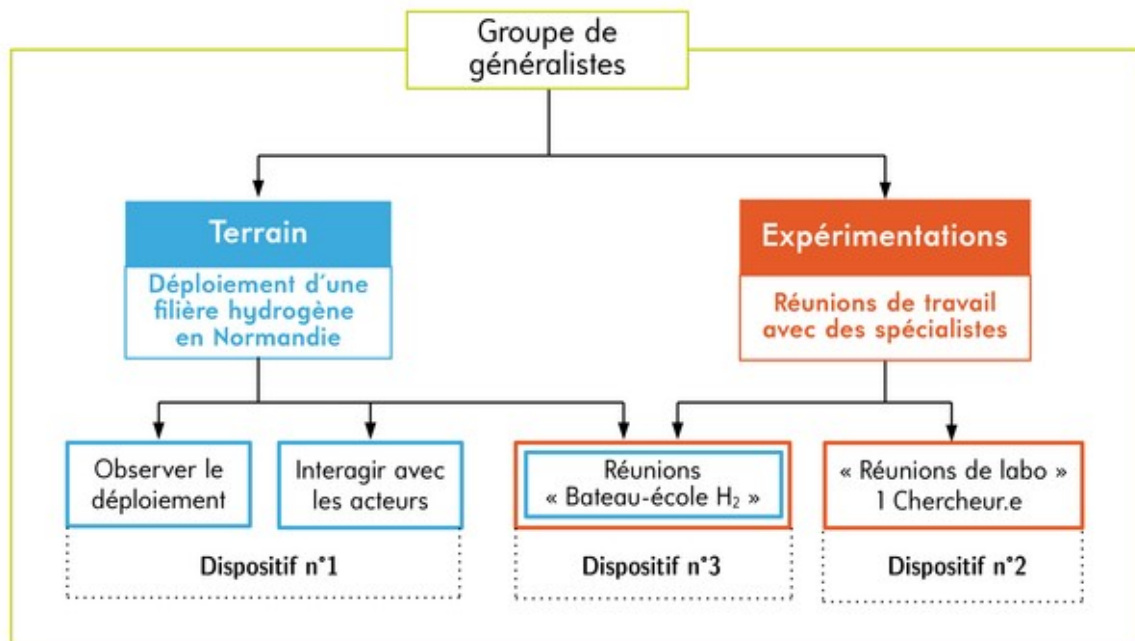 Groupe de
généralistes
Terrain
Déploiement d'une
filière hydrogène
en Normandie
Expérimentations
Réunions de travail
avec des spécialistes
Observer le
déploiement
Interagir avec
les acteurs
Réunions
« Bateau-école H₂ »
« Réunions de labo »
1 Chercheur.e
Dispositif n°1
Dispositif n°3
Dispositif n°2